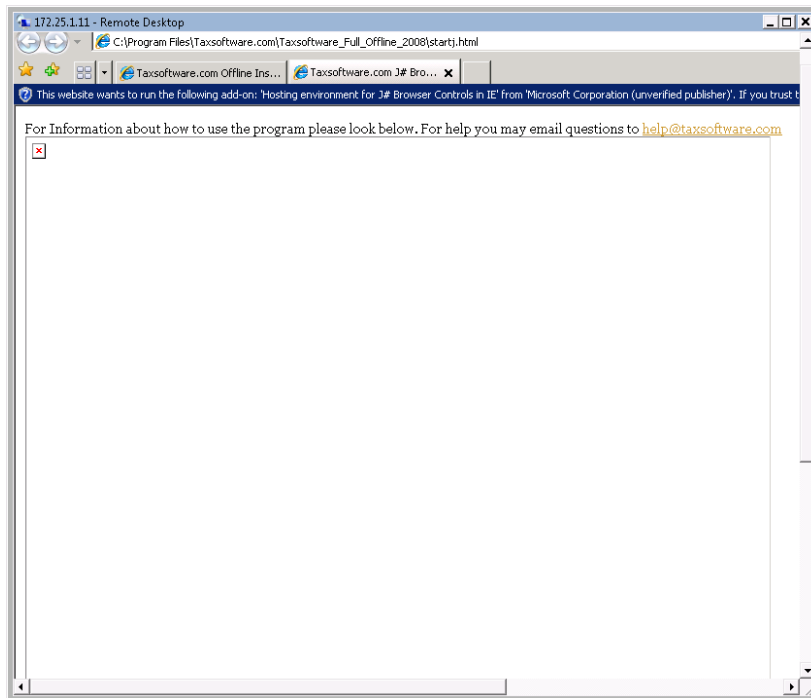 172.25.1.11 - Remote Desktop
C:\Program Files\Taxsoftware.com\Taxsoftware_Full_Offline_2008\startj.html
Taxsoftware.com Offline Ins...
Taxsoftware.com J# Bro...
This website wants to run the following add-on: 'Hosting environment for J# Browser Controls in IE' from 'Microsoft Corporation (unverified publisher)'. If you trust t
For Information about how to use the program please look below. For help you may email questions to help@taxsoftware.com